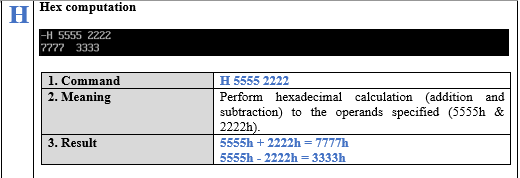 H
Hex computation
-H 5555 2222
7777 3333
1. Command
H 5555 2222
2. Meaning
Perform hexadecimal calculation (addition and
subtraction) to the operands specified (5555h &
2222h).
3. Result
5555h + 2222h = 7777h
5555h - 2222h = 3333h